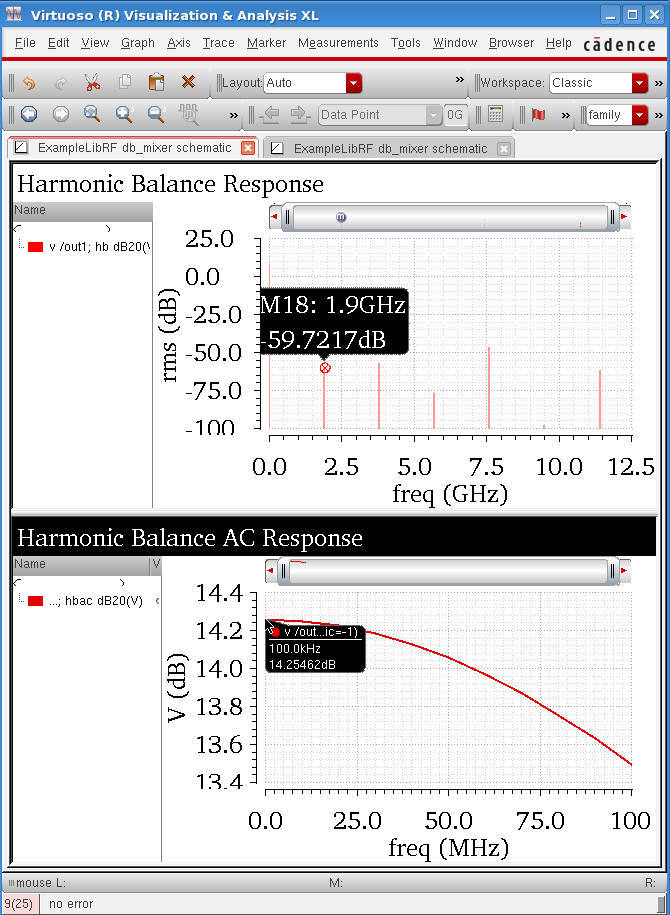 Virtuoso (R) Visualization & Analysis XL
File Edit View Graph Axis Trace Marker Measurements Tools Window Browser Help cādence
Layout: Auto » Workspace: Classic »
» Data Point 0G » family »
ExampleLibRF db_mixer schematic ExampleLibRF db_mixer schematic
Harmonic Balance Response
Name
v /out1; hb dB20(V
m
rms (dB)
25.0
0.0
-25.0
-50.0
-75.0
-100
M18: 1.9GHz
-59.7217dB
0.0 2.5 5.0 7.5 10.0 12.5
freq (GHz)
Harmonic Balance AC Response
Name V
...; hbac dB20(V)
V (dB)
14.4
14.2
14.0
13.8
13.6
13.4
v /out...ic=-1)
100.0kHz
14.25462dB
0.0 25.0 50.0 75.0 100
freq (MHz)
mouse L: M: R:
9(25) no error